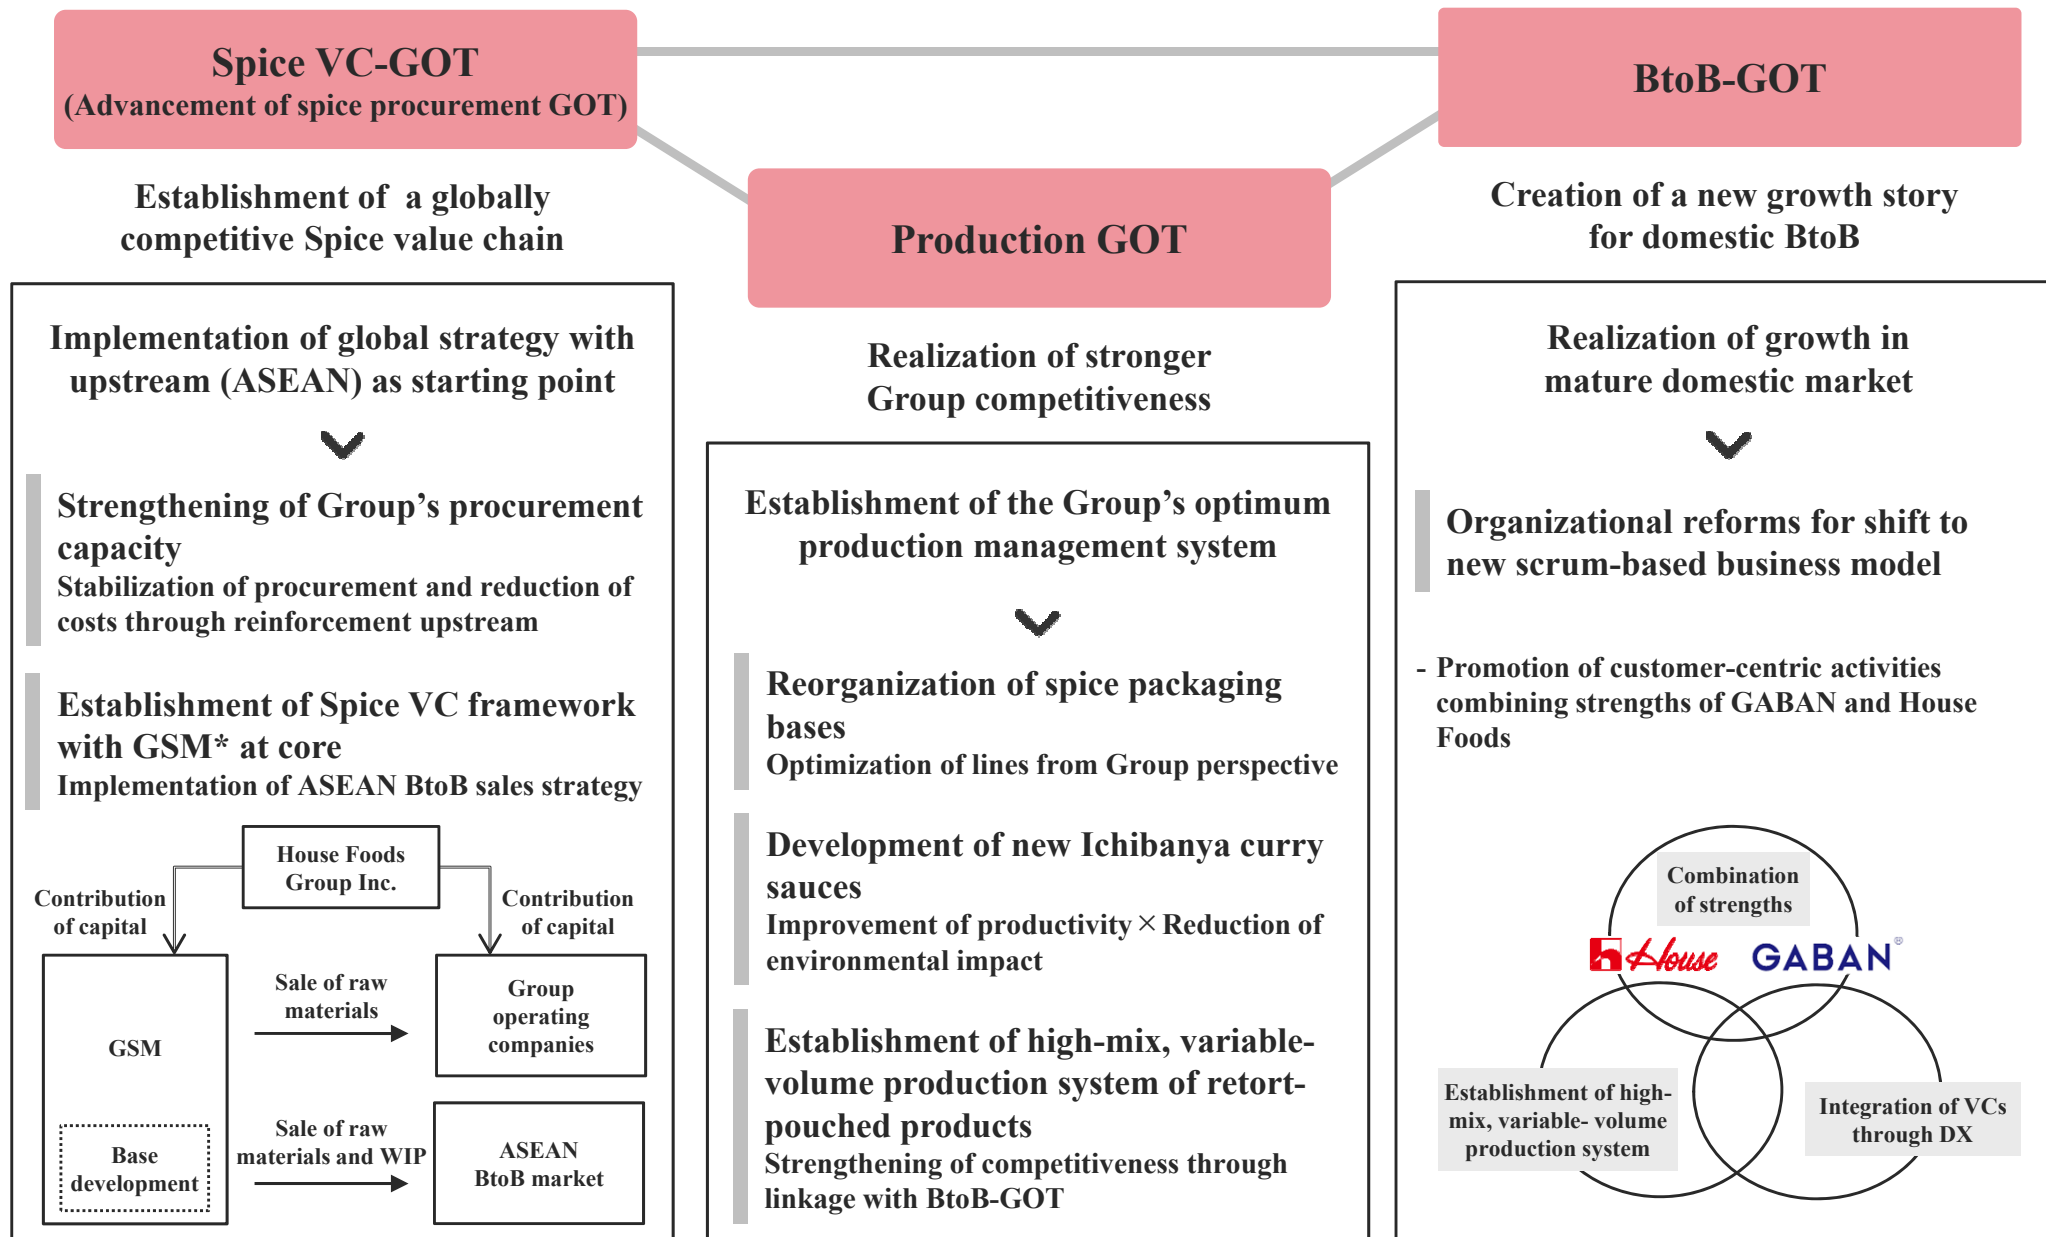 Spice VC-GOT
(Advancement of spice procurement GOT)
Establishment of a globally
competitive Spice value chain
Implementation of global strategy with
upstream (ASEAN) as starting point
Strengthening of Group's procurement
capacity
Stabilization of procurement and reduction of
costs through reinforcement upstream
Establishment of Spice VC framework
with GSM* at core
Implementation of ASEAN BtoB sales strategy
House Foods
Group Inc.
Contribution
of capital
Contribution
of capital
GSM
Sale of raw
materials
Group
operating
companies
Base
development
Sale of raw
materials and WIP
ASEAN
BtoB market
Production GOT
Realization of stronger
Group competitiveness
Establishment of the Group's optimum
production management system
Reorganization of spice packaging
bases
Optimization of lines from Group perspective
Development of new Ichibanya curry
sauces
Improvement of productivity×Reduction of
environmental impact
Establishment of high-mix, variable-
volume production system of retort-
pouched products
Strengthening of competitiveness through
linkage with BtoB-GOT
BtoB-GOT
Creation of a new growth story
for domestic BtoB
Realization of growth in
mature domestic market
Organizational reforms for shift to
new scrum-based business model
- Promotion of customer-centric activities
combining strengths of GABAN and House
Foods
Combination
of strengths
House GABAN®
Establishment of high-
mix, variable- volume
production system
Integration of VCs
through DX